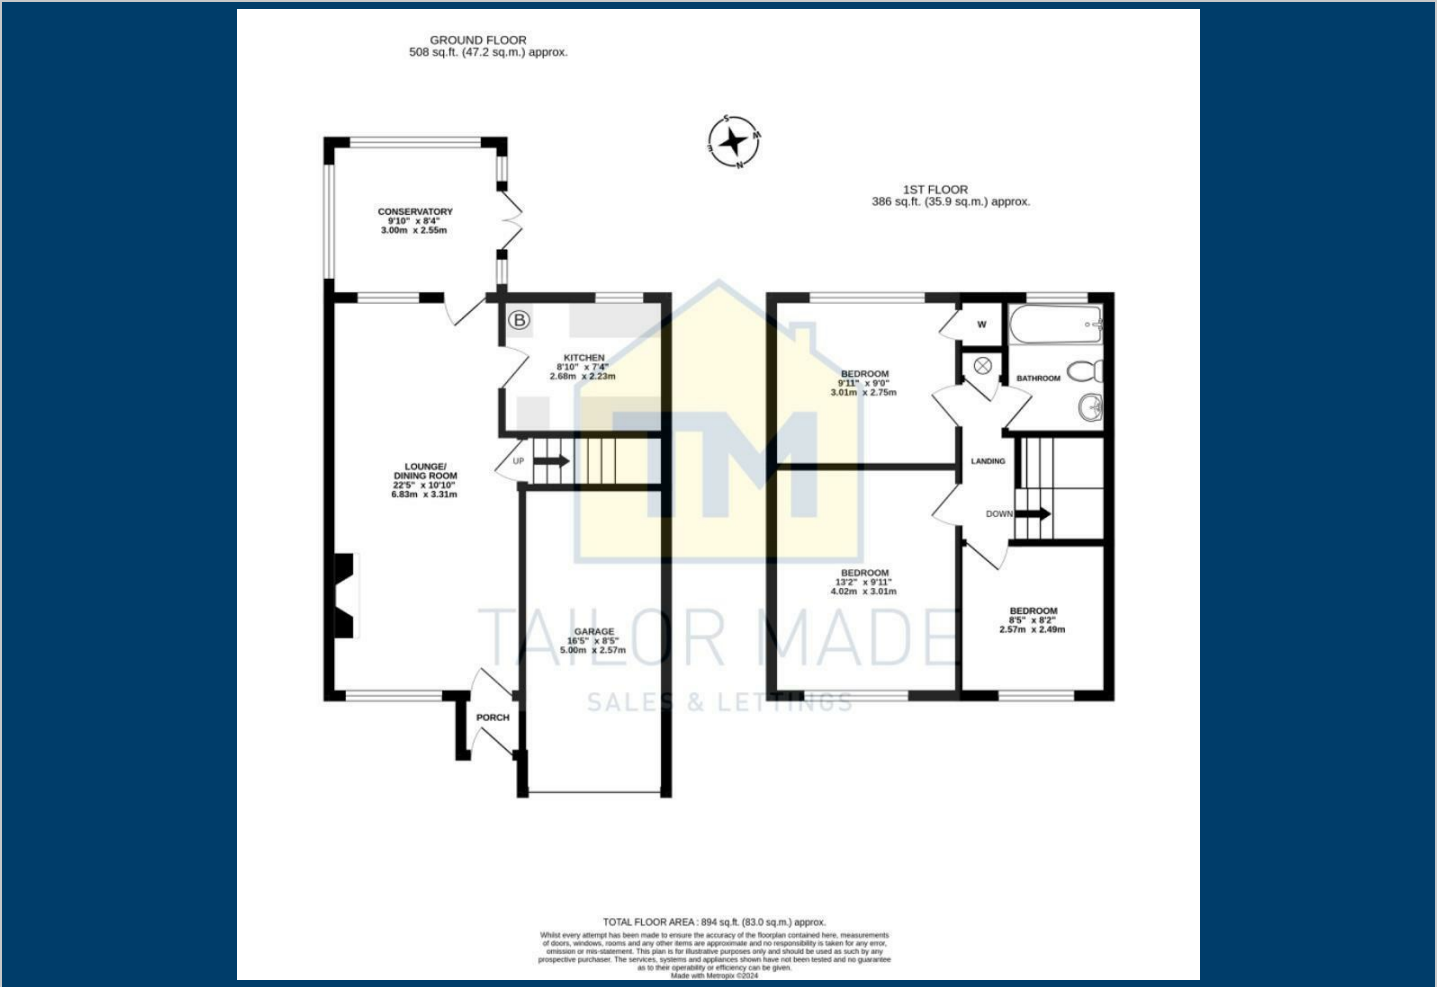 GROUND FLOOR
508 sq.ft. (47.2 sq.m.) approx.
S
W
E
N
1ST FLOOR
386 sq.ft. (35.9 sq.m.) approx.
CONSERVATORY
9'10" x 8'4"
3.00m x 2.55m
B
KITCHEN
8'10" x 7'4"
2.68m x 2.23m
LOUNGE/
DINING ROOM
22'5" x 10'10"
6.83m x 3.31m
UP
GARAGE
16'5" x 8'5"
5.00m x 2.57m
PORCH
W
BEDROOM
9'11" x 9'0"
3.01m x 2.75m
BATHROOM
LANDING
DOWN
BEDROOM
13'2" x 9'11"
4.02m x 3.01m
BEDROOM
8'5" x 8'2"
2.57m x 2.49m
TM
TAILOR MADE
SALES & LETTINGS
TOTAL FLOOR AREA : 894 sq.ft. (83.0 sq.m.) approx.
Whilst every attempt has been made to ensure the accuracy of the floorplan contained here, measurements
of doors, windows, rooms and any other items are approximate and no responsibility is taken for any error,
omission or mis-statement. This plan is for illustrative purposes only and should be used as such by any
prospective purchaser. The services, systems and appliances shown have not been tested and no guarantee
as to their operability or efficiency can be given.
Made with Metropix ©2024